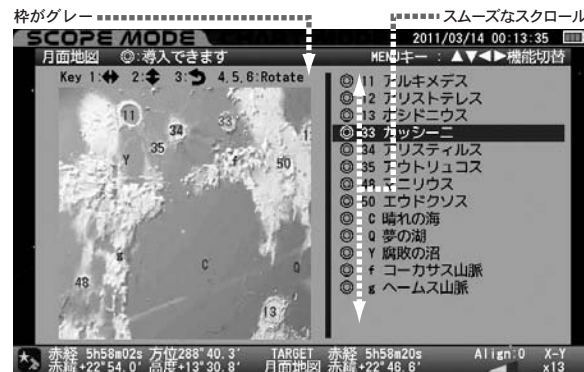 枠がグレー
スムーズなスクロール
SCOPE MODE
2011/03/14 00:13:35
月面地図 ◎:導入できます
MENUキー : ▲▼◀▶機能切替
Key 1: 2: 3: 4.5.6:Rotate
◎ 11 アルキメデス
◎ 12 アリストテレス
◎ 13 ポシドニウス
◎ 33 カッシーニ
◎ 34 アリスティルス
◎ 35 アウトリュコス
◎ 48 マニリウス
◎ 50 エウドクソス
◎ C 晴れの海
◎ Q 夢の湖
◎ Y 腐敗の沼
◎ f コーカサス山脈
◎ g ヘームス山脈
11
34
33
35
Y
f
50
C
Q
g
48
13
赤経 5h58m02s 方位288°40.3' TARGET 赤経 5h58m20s Align:0 X-Y
赤緯+22°54.0' 高度+13°30.8' 月面地図 赤緯+22°46.6' x13